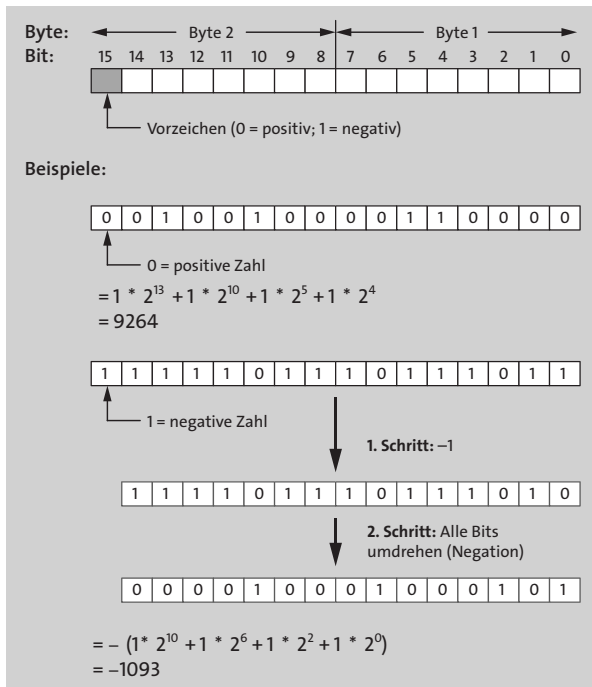 Byte: Byte 2 Byte 1
Bit: 15 14 13 12 11 10 9 8 7 6 5 4 3 2 1 0
Vorzeichen (0 = positiv; 1 = negativ)
Beispiele:
0 0 1 0 0 1 0 0 0 0 1 1 0 0 0 0
0 = positive Zahl
= 1 * 2¹³ + 1 * 2¹⁰ + 1 * 2⁵ + 1 * 2⁴
= 9264
1 1 1 1 1 0 1 1 1 0 1 1 1 0 1 1
1 = negative Zahl
1. Schritt: –1
1 1 1 1 0 1 1 1 0 1 1 1 0 1 0
2. Schritt: Alle Bits
umdrehen (Negation)
0 0 0 0 1 0 0 0 1 0 0 0 1 0 1
= – (1* 2¹⁰ + 1 * 2⁶ + 1 * 2² + 1 * 2⁰)
= –1093